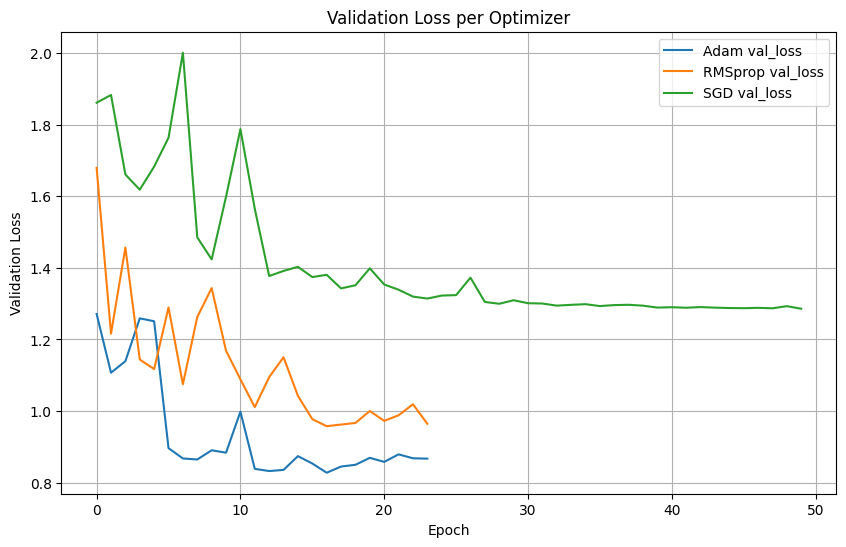 Validation Loss per Optimizer
Adam val_loss
RMSprop val_loss
SGD val_loss
Validation Loss
2.0
1.8
1.6
1.4
1.2
1.0
0.8
0
10
20
30
40
50
Epoch